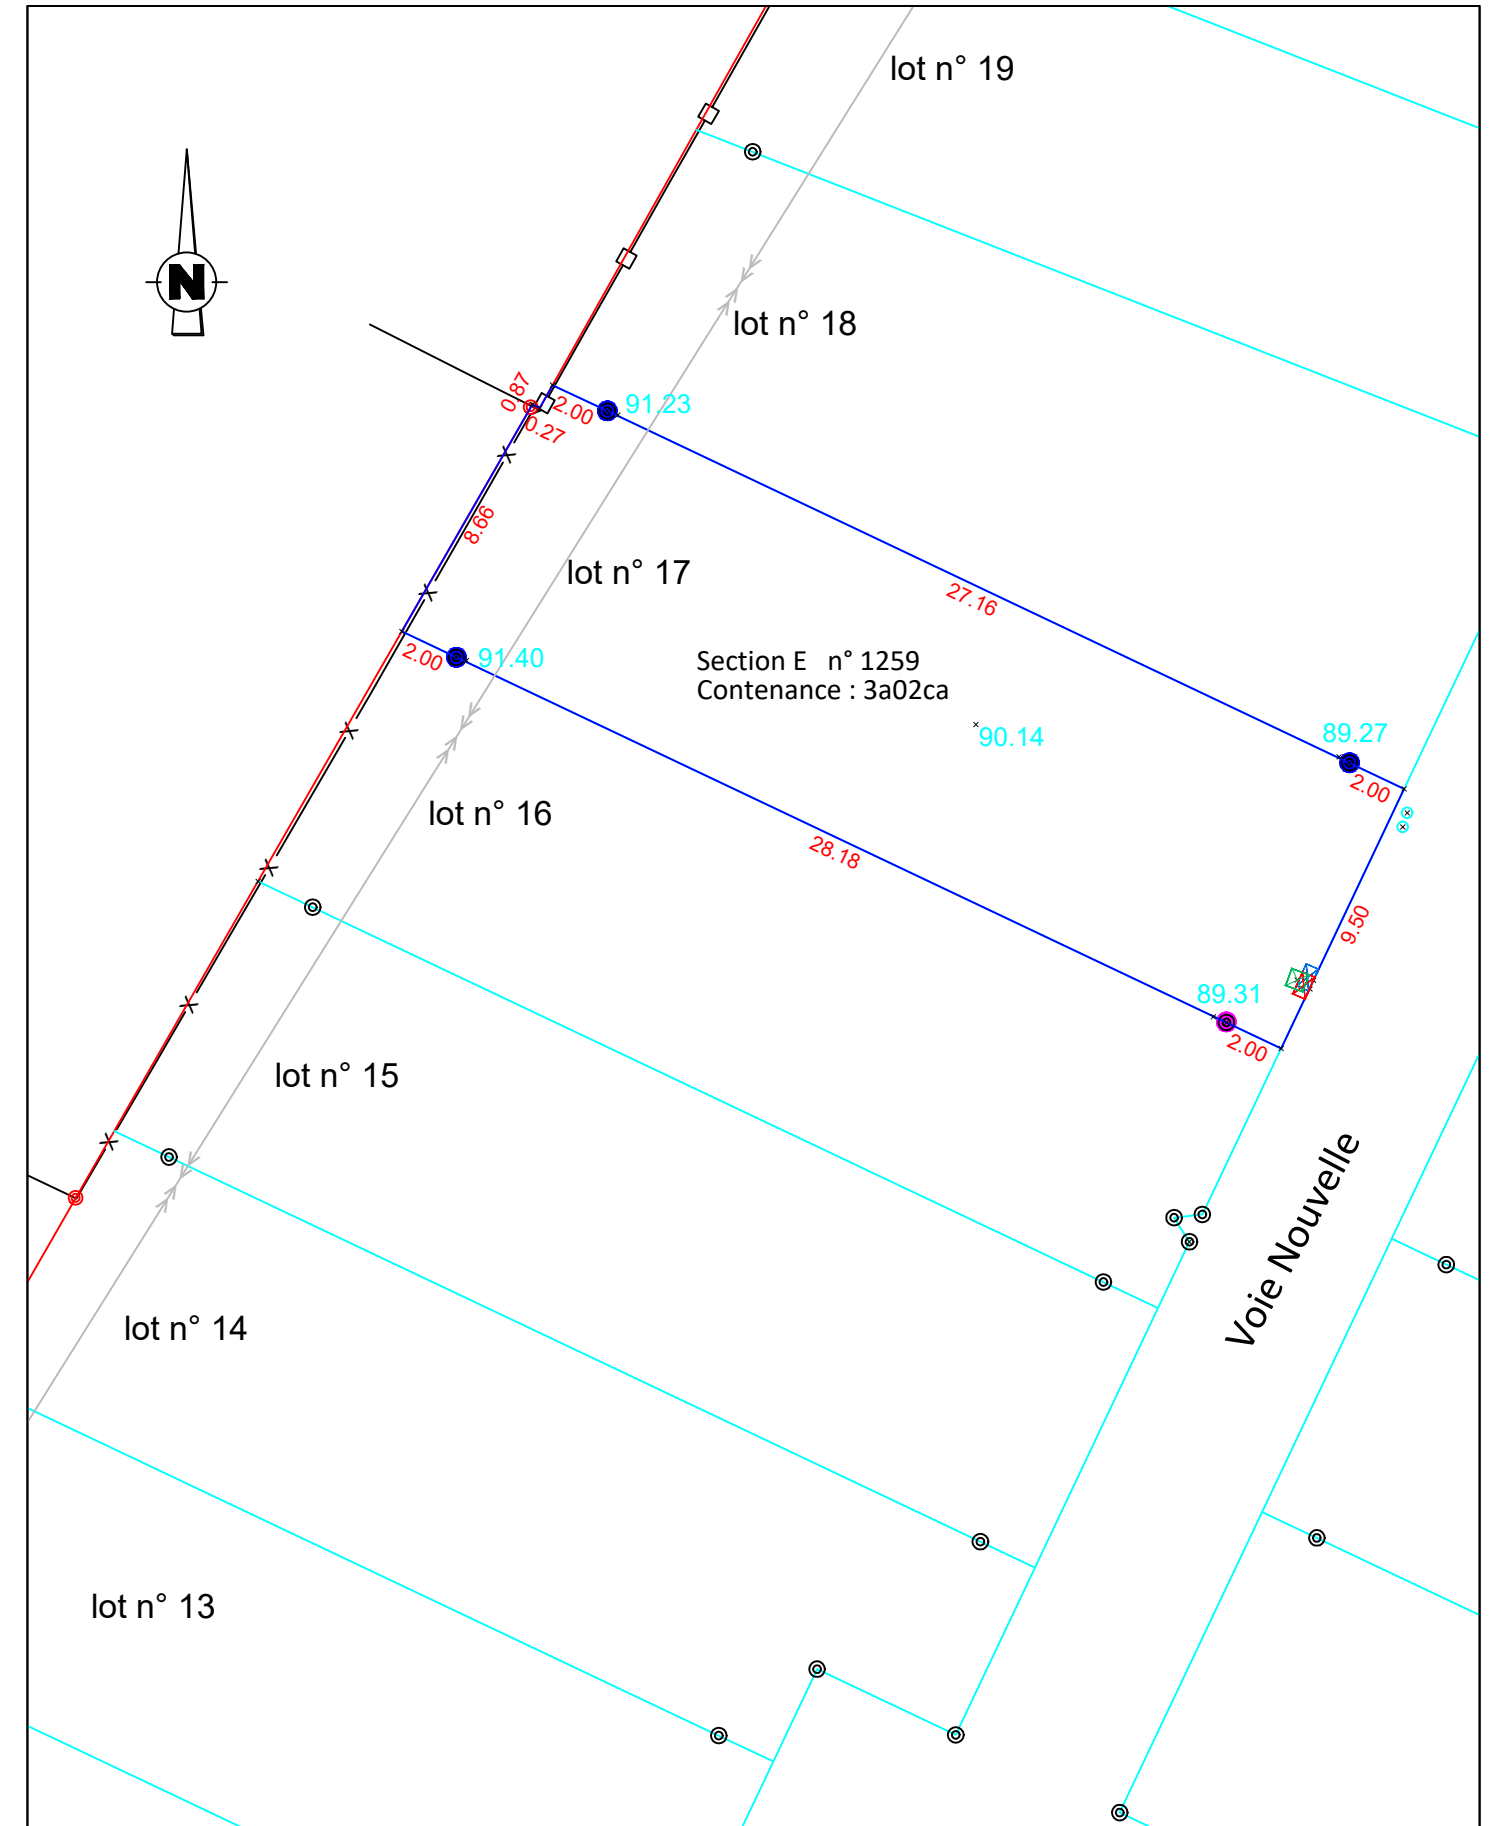 lot n° 19
N
lot n° 18
0.87
2.00
91.23
0.27
8.66
lot n° 17
27.16
2.00
91.40
Section E n° 1259
Contenance : 3a02ca
90.14
89.27
2.00
lot n° 16
28.18
9.50
89.31
2.00
lot n° 15
Voie Nouvelle
lot n° 14
lot n° 13